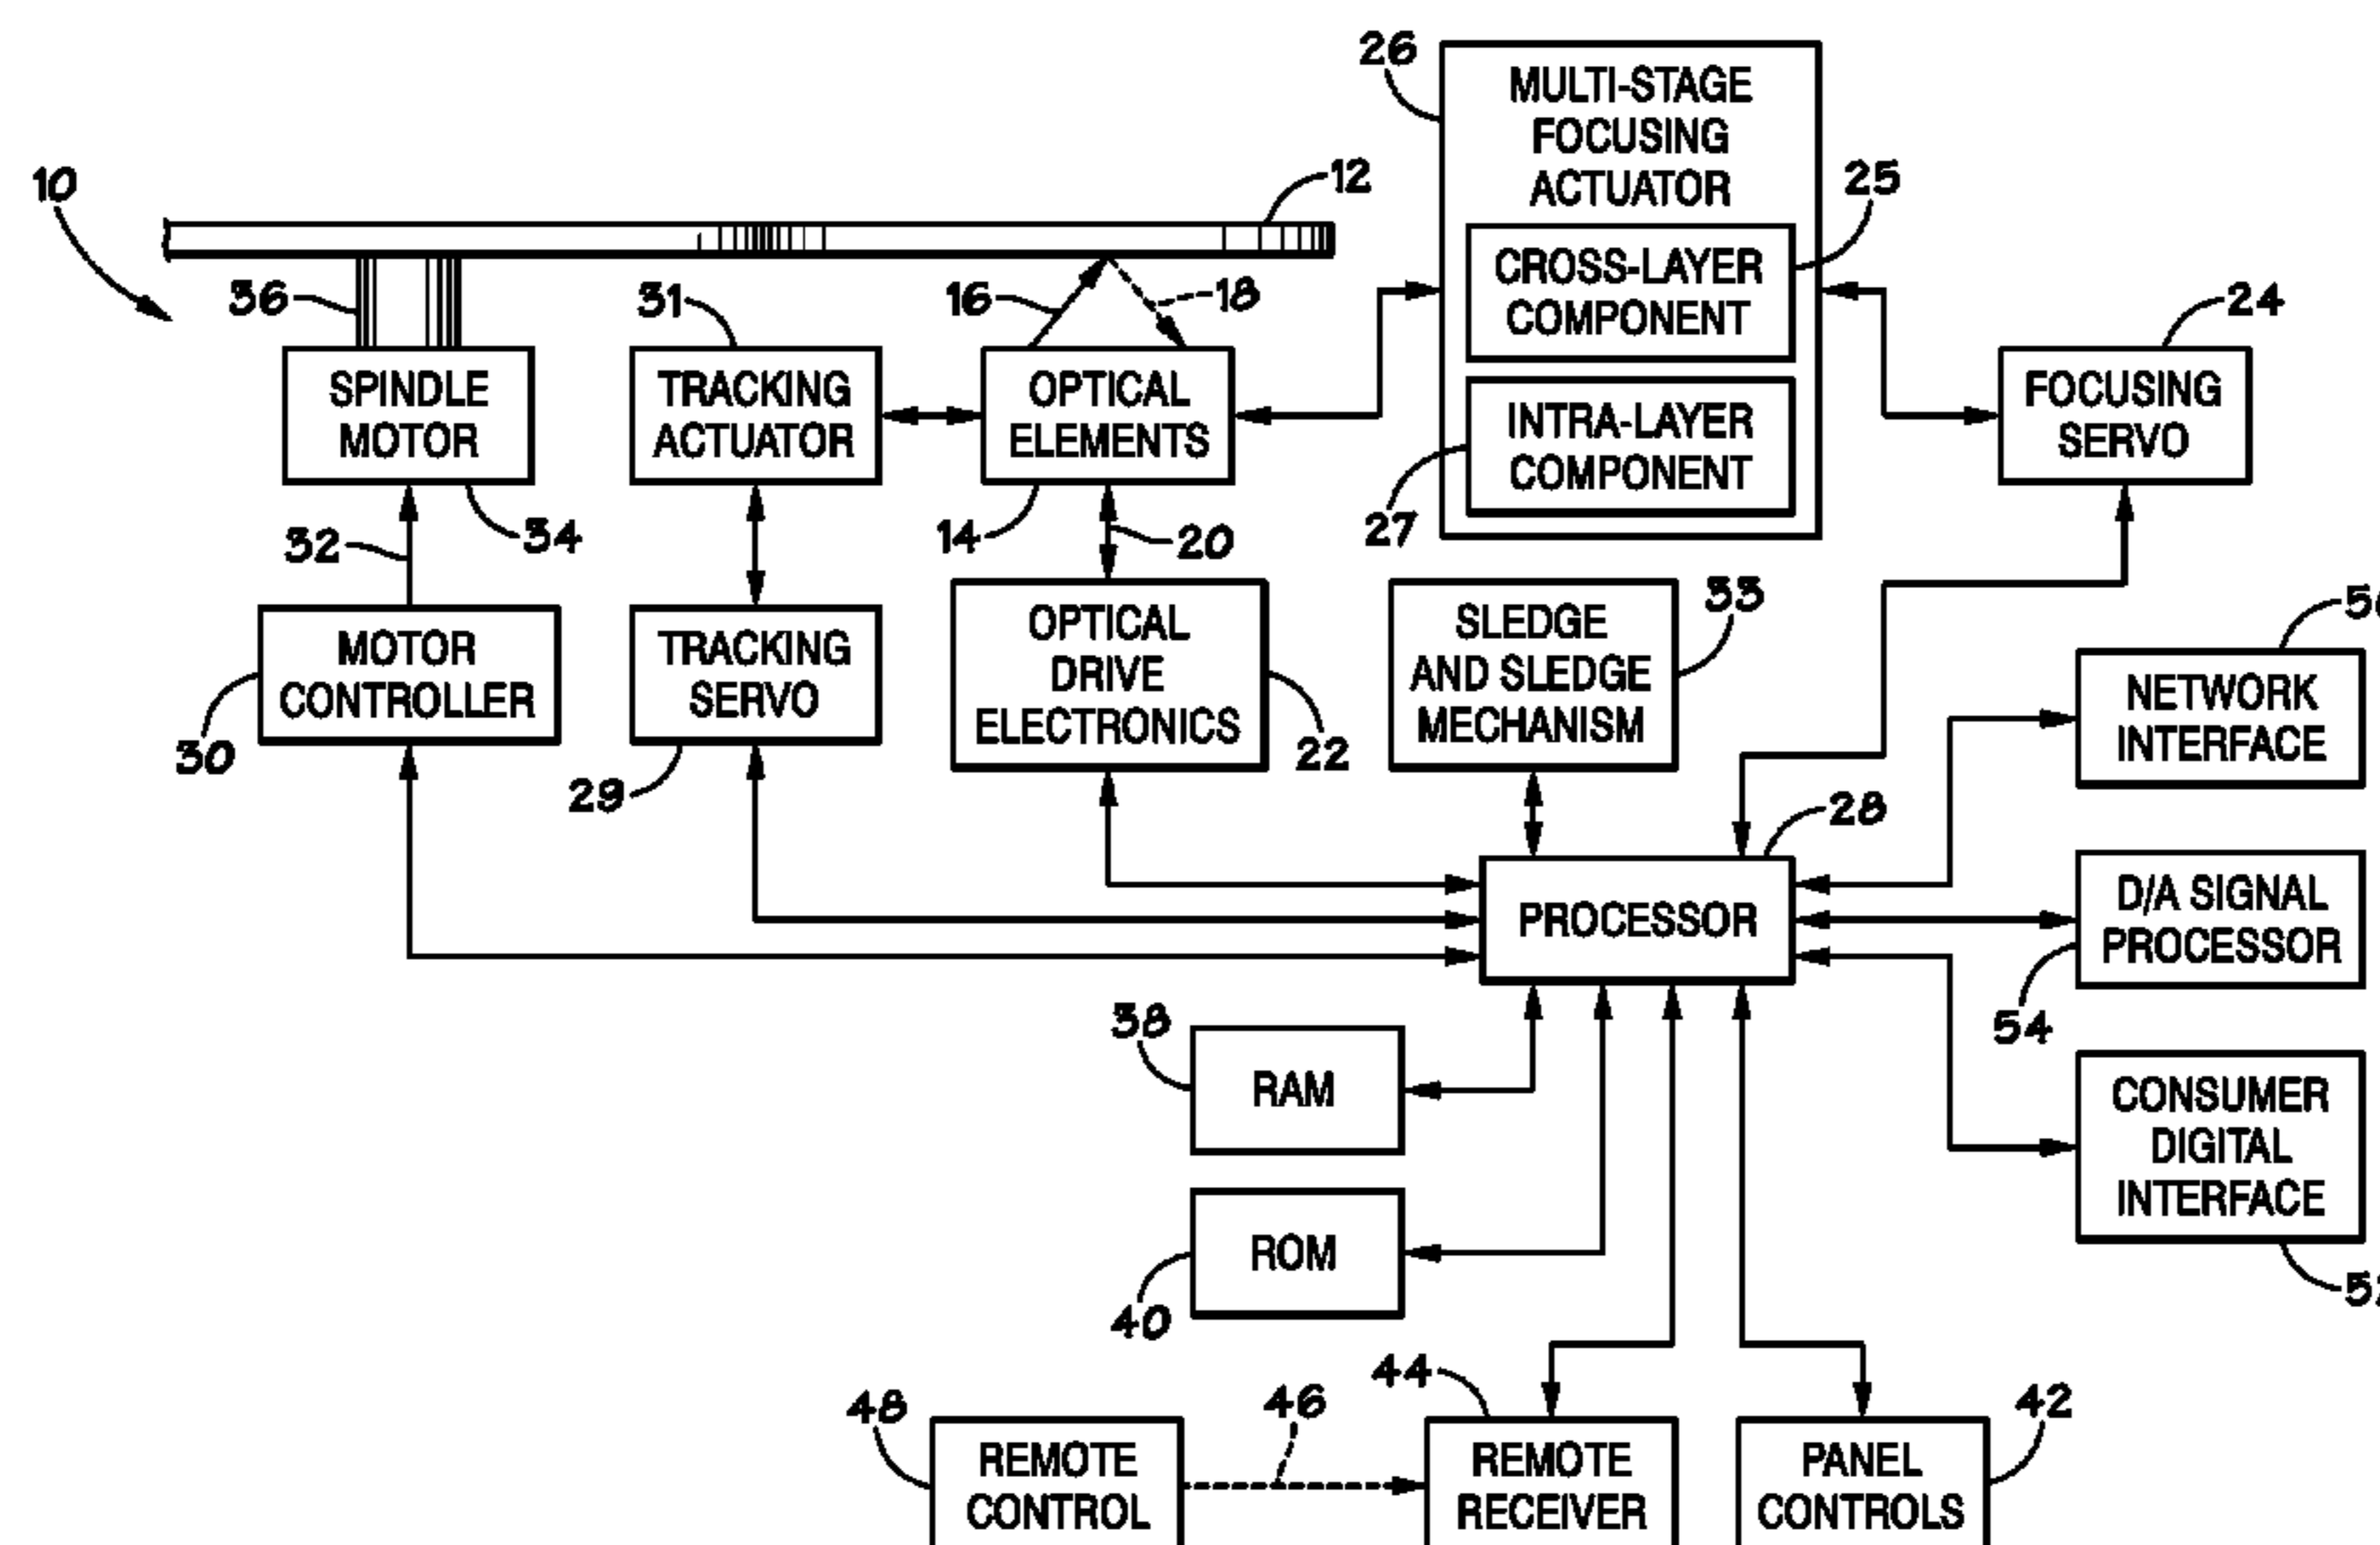 10
12
26
MULTI-STAGE
FOCUSING
ACTUATOR
25
CROSS-LAYER
COMPONENT
INTRA-LAYER
COMPONENT
27
24
FOCUSING
SERVO
36
31
16
18
SPINDLE
MOTOR
TRACKING
ACTUATOR
OPTICAL
ELEMENTS
32
34
14
20
MOTOR
CONTROLLER
30
TRACKING
SERVO
29
OPTICAL
DRIVE
ELECTRONICS
22
SLEDGE
AND SLEDGE
MECHANISM
33
NETWORK
INTERFACE
28
PROCESSOR
D/A SIGNAL
PROCESSOR
54
38
RAM
CONSUMER
DIGITAL
INTERFACE
ROM
40
48
REMOTE
CONTROL
46
44
REMOTE
RECEIVER
PANEL
CONTROLS
42